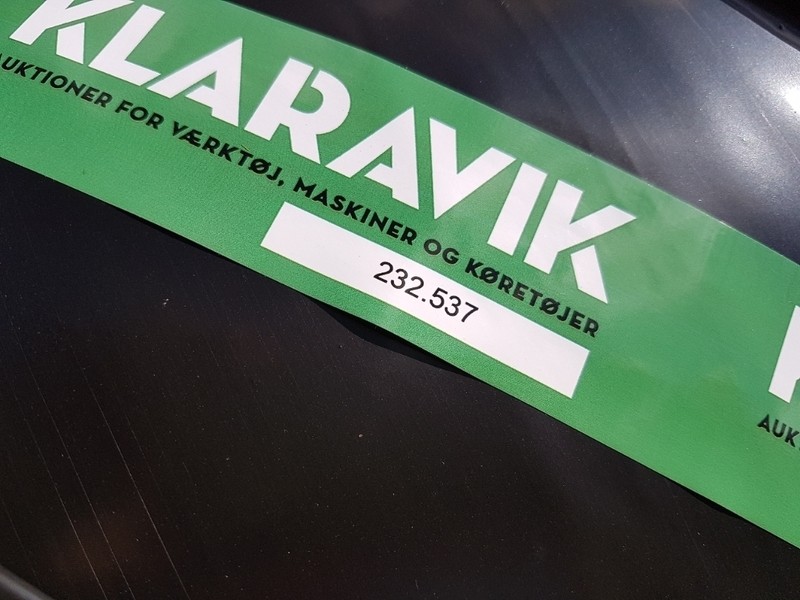 KLARAVIK
AUKTIONER FOR VÆRKTØJ, MASKINER OG KØRETØJER
232.537